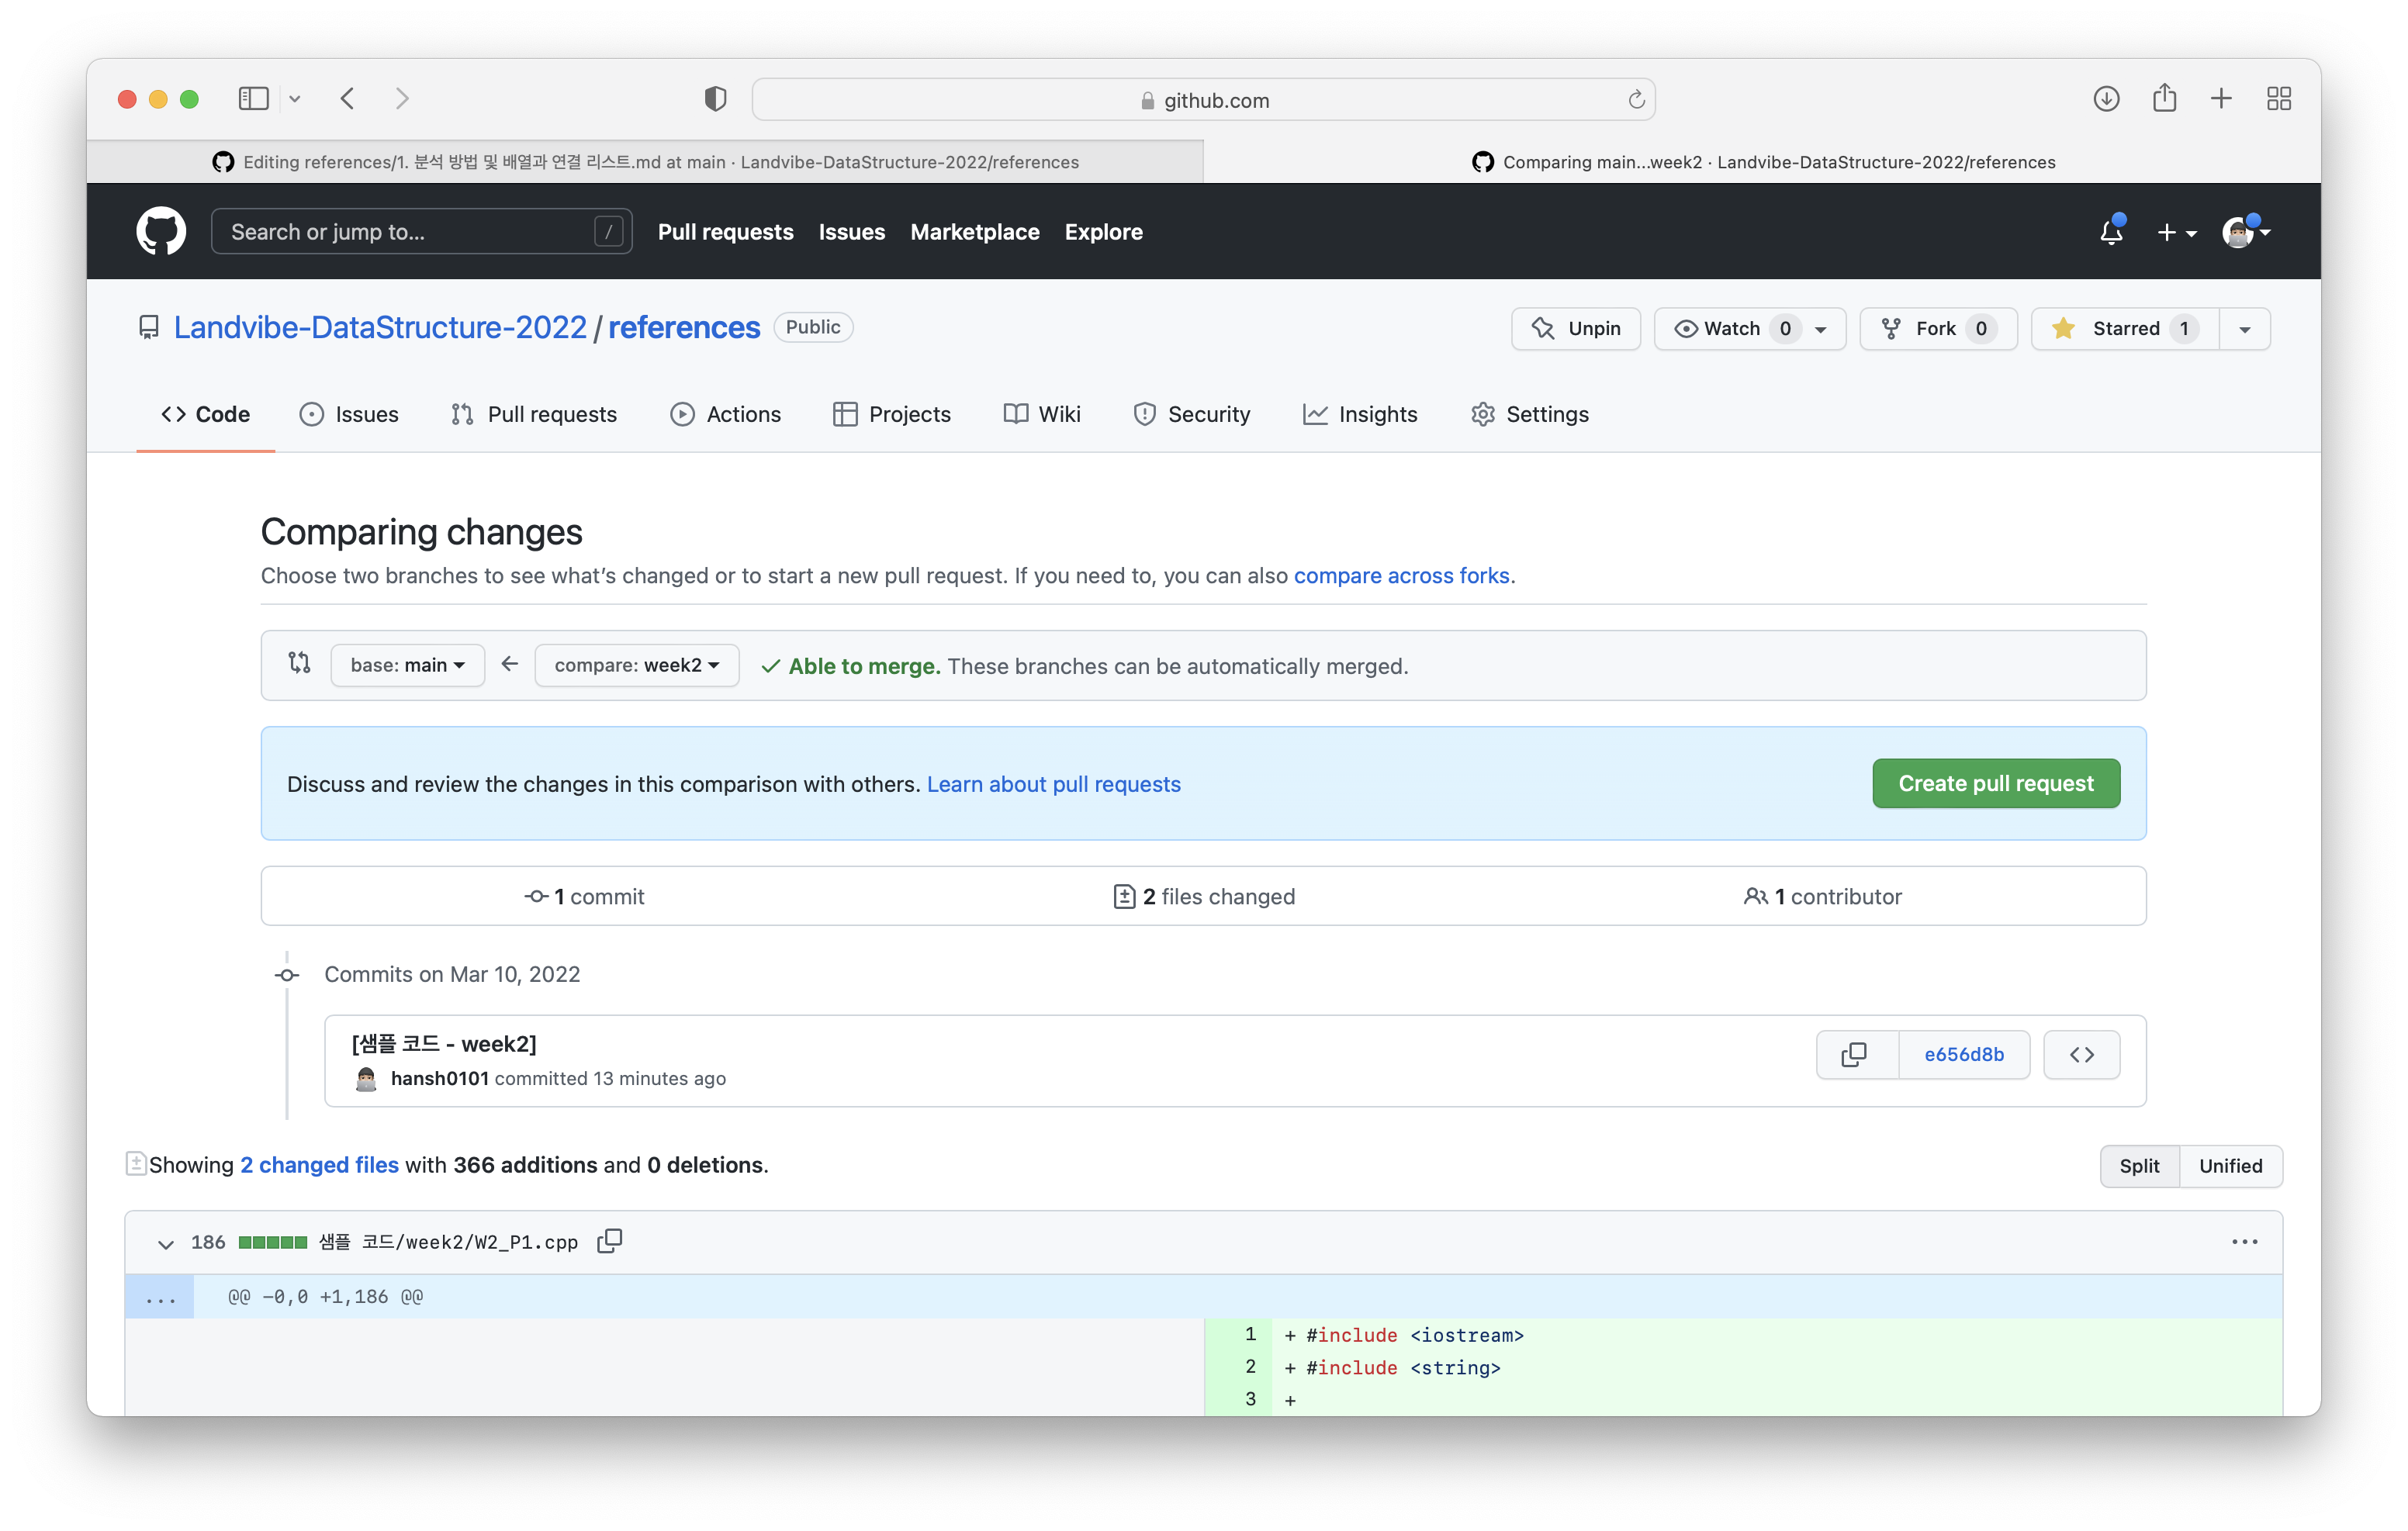 github.com
Editing references/1. 분석 방법 및 배열과 연결 리스트.md at main · Landvibe-DataStructure-2022/references
Comparing main...week2 · Landvibe-DataStructure-2022/references
Search or jump to... /
Pull requests Issues Marketplace Explore
Landvibe-DataStructure-2022 / references Public
Unpin Watch 0 Fork 0 Starred 1
Code Issues Pull requests Actions Projects Wiki Security Insights Settings
Comparing changes
Choose two branches to see what’s changed or to start a new pull request. If you need to, you can also compare across forks.
base: main ← compare: week2 ✓ Able to merge. These branches can be automatically merged.
Discuss and review the changes in this comparison with others. Learn about pull requests
Create pull request
1 commit 2 files changed 1 contributor
Commits on Mar 10, 2022
[샘플 코드 - week2]
hansh0101 committed 13 minutes ago
e656d8b
Showing 2 changed files with 366 additions and 0 deletions.
Split Unified
186 샘플 코드/week2/W2_P1.cpp
... @@ -0,0 +1,186 @@
1 + #include <iostream>
2 + #include <string>
3 +